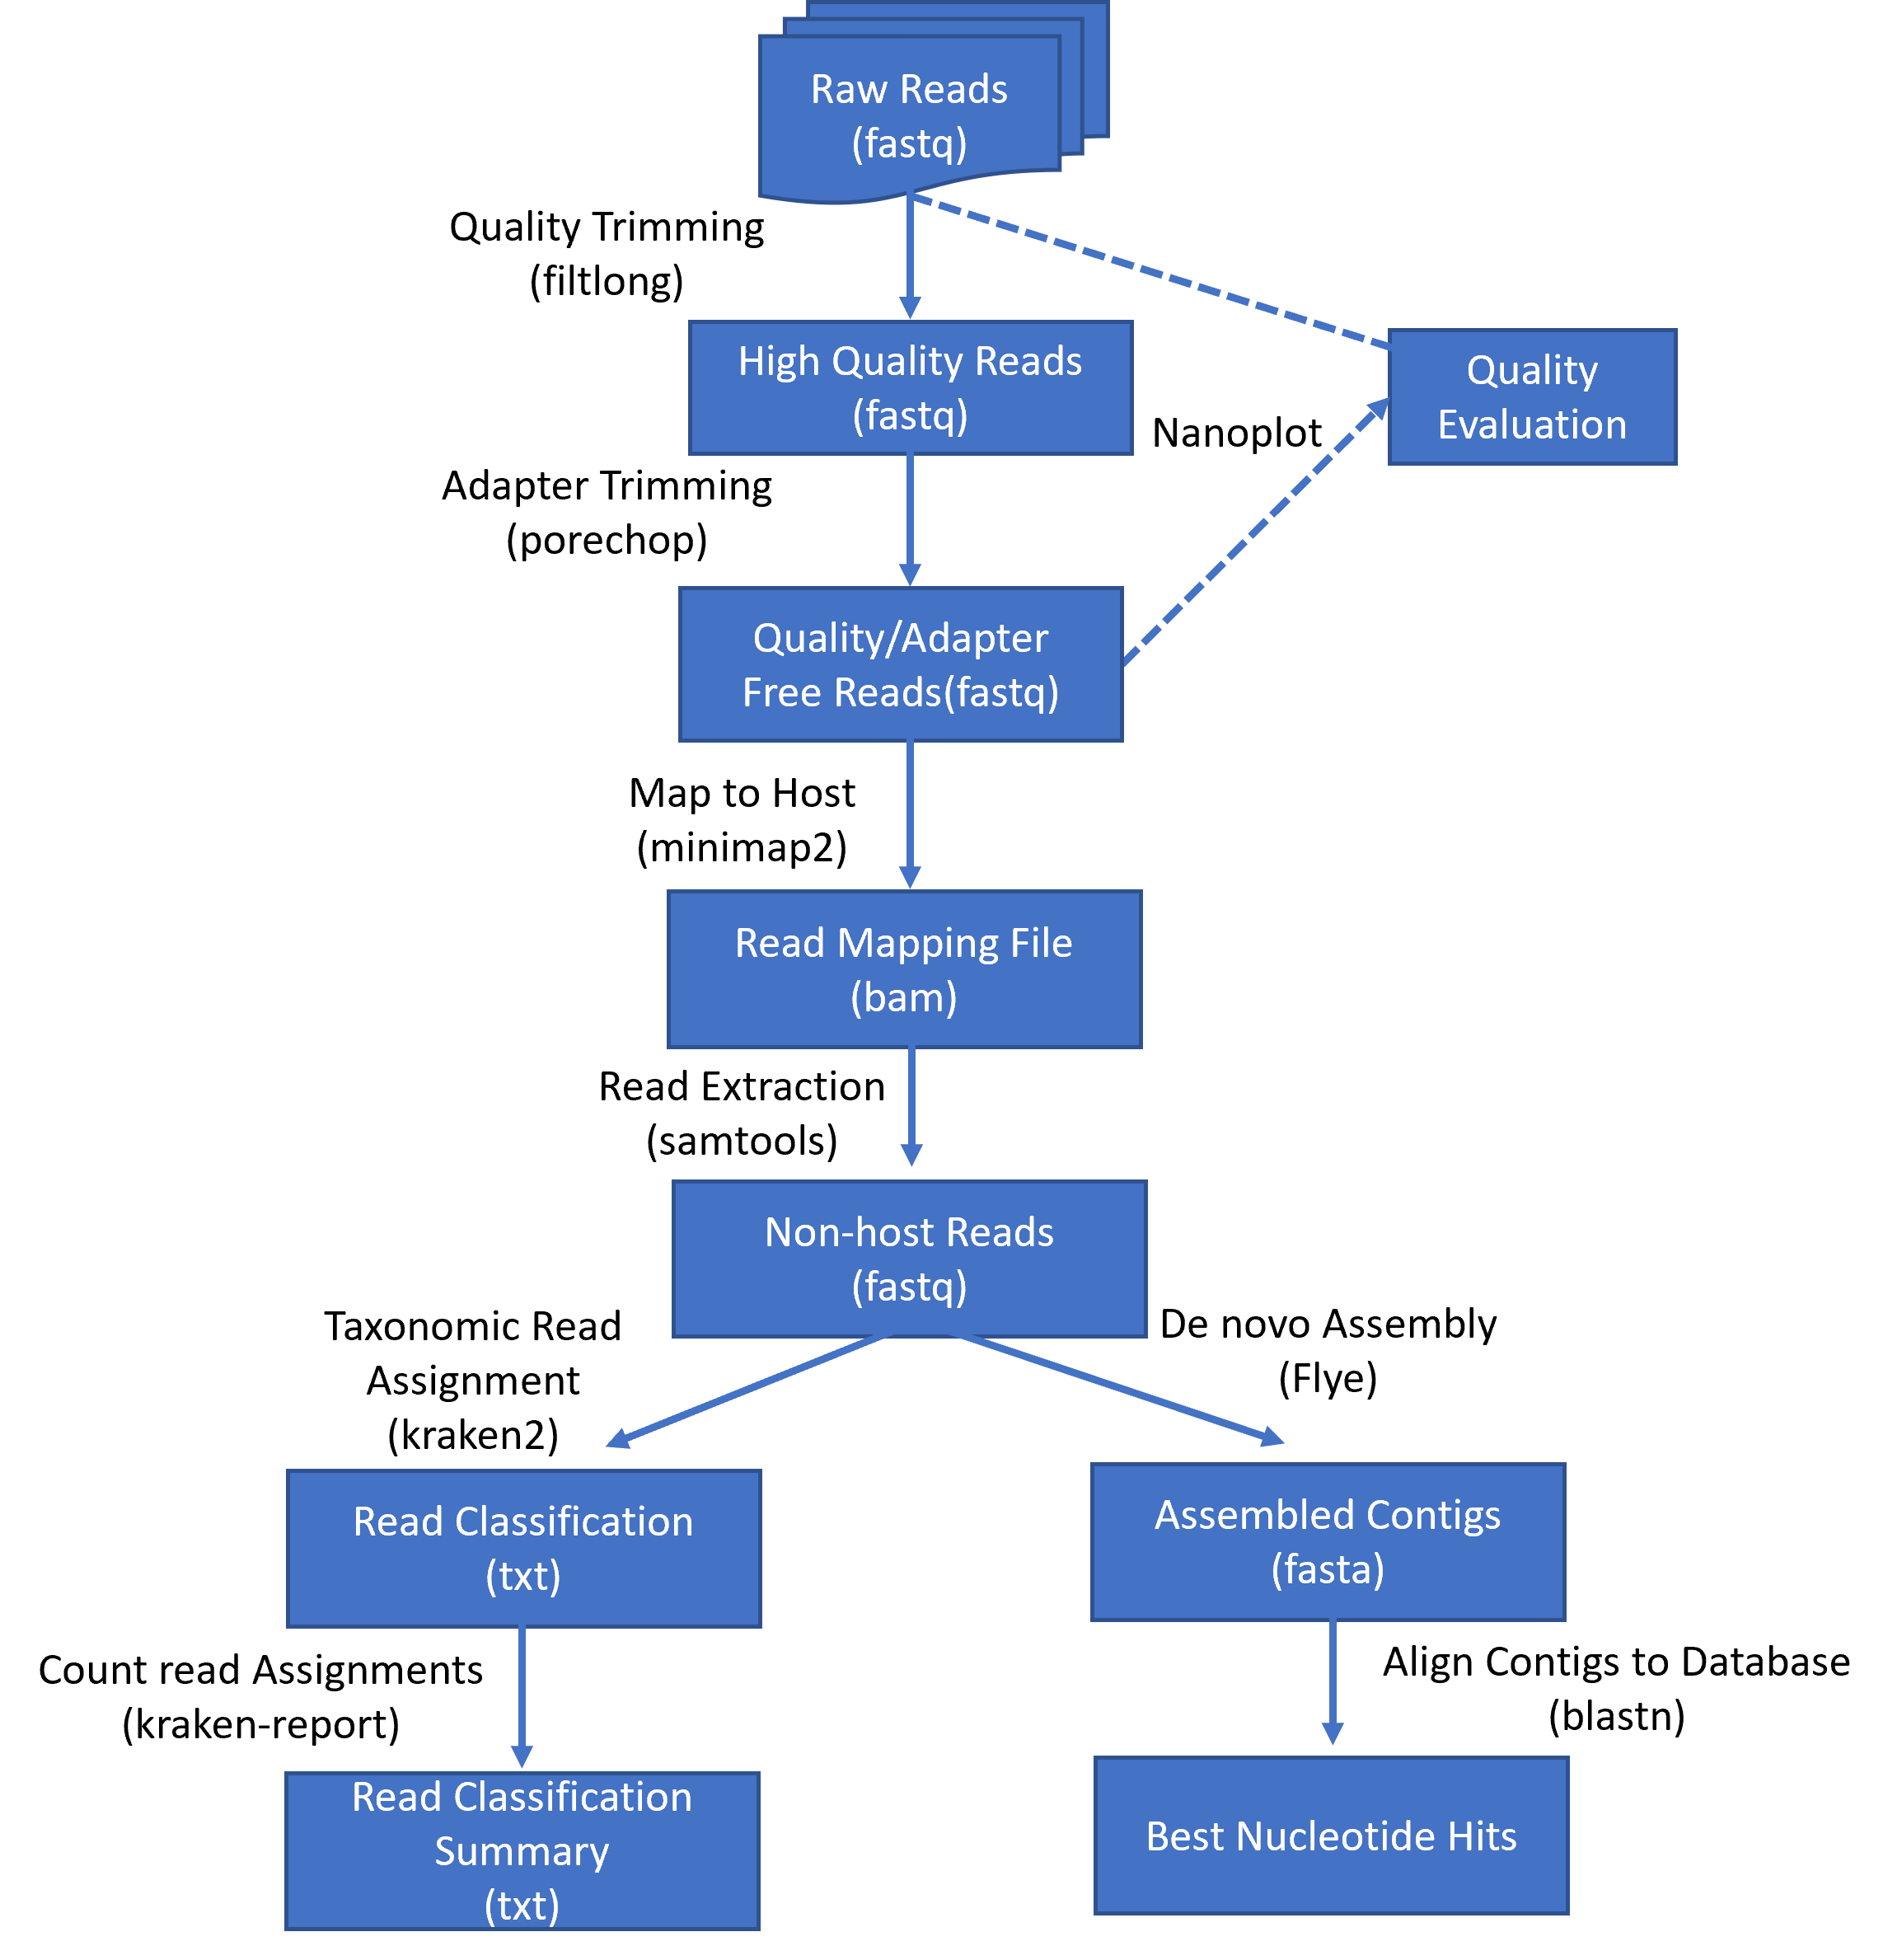 Raw Reads
(fastq)
Quality Trimming
(filtlong)
High Quality Reads
(fastq)
Quality
Evaluation
Nanoplot
Adapter Trimming
(porechop)
Quality/Adapter
Free Reads(fastq)
Map to Host
(minimap2)
Read Mapping File
(bam)
Read Extraction
(samtools)
Non-host Reads
(fastq)
Taxonomic Read
Assignment
(kraken2)
De novo Assembly
(Flye)
Read Classification
(txt)
Assembled Contigs
(fasta)
Count read Assignments
(kraken-report)
Align Contigs to Database
(blastn)
Read Classification
Summary
(txt)
Best Nucleotide Hits